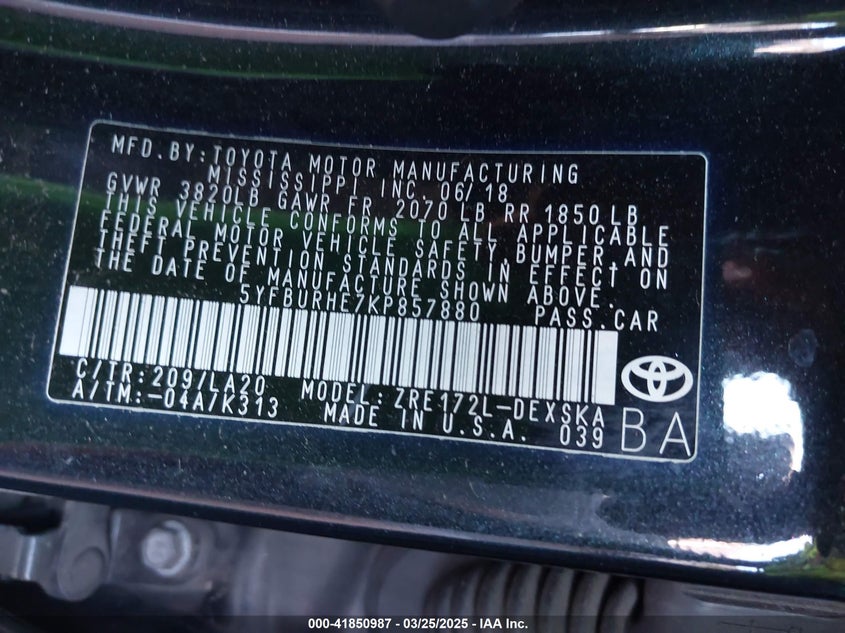 MFD.BY:TOYOTA MOTOR MANUFACTURING
MISSISSIPPI INC. 06/18
GVWR 3820LB GAWR FR 2070 LB RR 1850 LB
THIS VEHICLE CONFORMS TO ALL APPLICABLE
FEDERAL MOTOR VEHICLE SAFETY,BUMPER,AND
THEFT PREVENTION STANDARDS IN EFFECT ON
THE DATE OF MANUFACTURE SHOWN ABOVE.
5YFBURHE7KP857880 PASS.CAR
C/TR:209/LA20 MODEL:ZRE172L-DEXSKA
A/TM:-04A/K313 MADE IN U.S.A. 039
BA
000-41850987 - 03/25/2025 - IAA Inc.